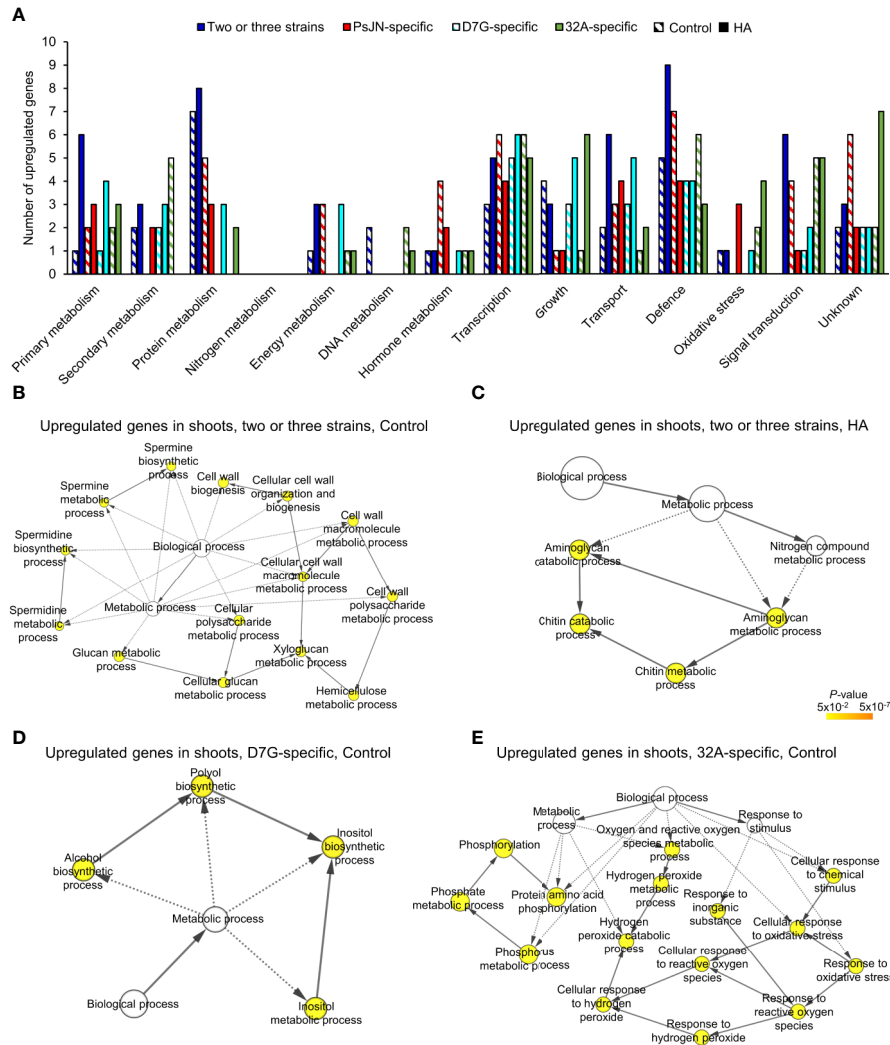 A
Two or three strains
PsJN-specific
D7G-specific
32A-specific
Control
HA
Number of upregulated genes
10
9
8
7
6
5
4
3
2
1
0
Primary metabolism
Secondary metabolism
Protein metabolism
Nitrogen metabolism
Energy metabolism
DNA metabolism
Hormone metabolism
Transcription
Growth
Transport
Defence
Oxidative stress
Signal transduction
Unknown
B
Upregulated genes in shoots, two or three strains, Control
Spermine
biosynthetic
process
Cell wall
biogenesis
Cellular cell wall
organization and
biogenesis
Spermine
metabolic
process
Cell wall
macromolecule
metabolic process
Spermidine
biosynthetic
process
Biological process
Cellular cell wall
macromolecule
metabolic process
Cell wall
polysaccharide
metabolic process
Spermidine
metabolic
process
Metabolic process
Cellular
polysaccharide
metabolic process
Glucan metabolic
process
Xyloglucan
metabolic process
Cellular glucan
metabolic process
Hemicellulose
metabolic process
C
Upregulated genes in shoots, two or three strains, HA
Biological process
Metabolic process
Nitrogen compound
metabolic process
Aminoglycan
catabolic process
Chitin catabolic
process
Aminoglycan
metabolic process
Chitin metabolic
process
P-value
5x10-2 5x10-7
D
Upregulated genes in shoots, D7G-specific, Control
Polyol
biosynthetic
process
Inositol
biosynthetic
process
Alcohol
biosynthetic
process
Metabolic process
Biological process
Inositol
metabolic process
E
Upregulated genes in shoots, 32A-specific, Control
Biological process
Metabolic
process
Response to
stimulus
Oxygen and reactive oxygen
species metabolic
process
Phosphorylation
Cellular response
to chemical
stimulus
Hydrogen peroxide
metabolic
process
Phosphate
metabolic process
Protein amino acid
phosphorylation
Response to
inorganic
substance
Hydrogen
peroxide catabolic
process
Cellular response
to oxidative stress
Phosphorus
metabolic process
Cellular response
to reactive oxygen
species
Response to
oxidative stress
Cellular response
to hydrogen
peroxide
Response to
reactive oxygen
species
Response to
hydrogen peroxide